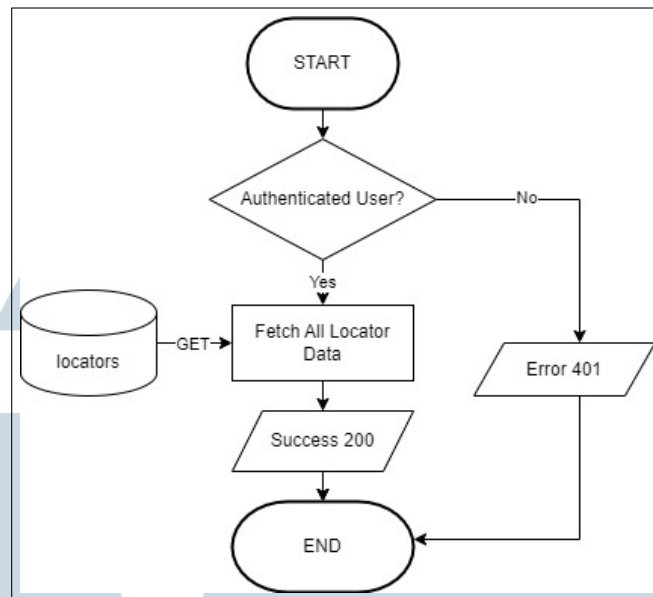 START
Authenticated User?
No
Yes
locators
GET
Fetch All Locator
Data
Error 401
Success 200
END